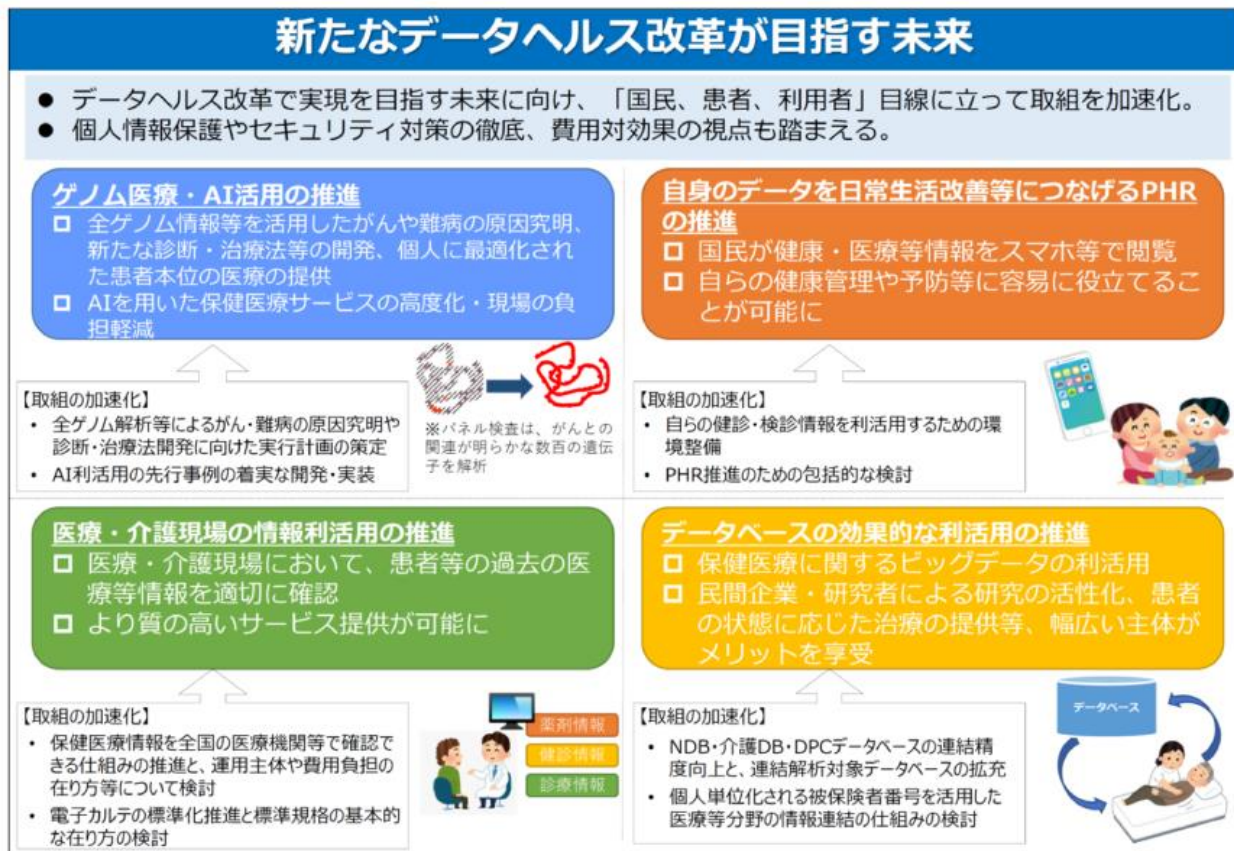 新たなデータヘルス改革が目指す未来
● データヘルス改革で実現を目指す未来に向け、「国民、患者、利用者」目線に立って取組を加速化。
● 個人情報保護やセキュリティ対策の徹底、費用対効果の視点も踏まえる。
ゲノム医療・AI活用の推進
全ゲノム情報等を活用したがんや難病の原因究明、
新たな診断・治療法等の開発、個人に最適化され
た患者本位の医療の提供
AIを用いた保健医療サービスの高度化・現場の負
担軽減
【取組の加速化】
• 全ゲノム解析等によるがん・難病の原因究明や
診断・治療法開発に向けた実行計画の策定
• AI利活用の先行事例の着実な開発・実装
※パネル検査は、がんとの
関連が明らかな数百の遺伝
子を解析
自身のデータを日常生活改善等につなげるPHR
の推進
国民が健康・医療等情報をスマホ等で閲覧
自らの健康管理や予防等に容易に役立てるこ
とが可能に
【取組の加速化】
• 自らの健診・検診情報を利活用するための環
境整備
• PHR推進のための包括的な検討
医療・介護現場の情報利活用の推進
医療・介護現場において、患者等の過去の医
療等情報を適切に確認
より質の高いサービス提供が可能に
【取組の加速化】
• 保健医療情報を全国の医療機関等で確認で
きる仕組みの推進と、運用主体や費用負担の
在り方等について検討
• 電子カルテの標準化推進と標準規格の基本的
な在り方の検討
薬剤情報
健診情報
診療情報
データベースの効果的な利活用の推進
保健医療に関するビッグデータの利活用
民間企業・研究者による研究の活性化、患者
の状態に応じた治療の提供等、幅広い主体が
メリットを享受
【取組の加速化】
• NDB・介護DB・DPCデータベースの連結精
度向上と、連結解析対象データベースの拡充
• 個人単位化される被保険者番号を活用した
医療等分野の情報連結の仕組みの検討
データベース